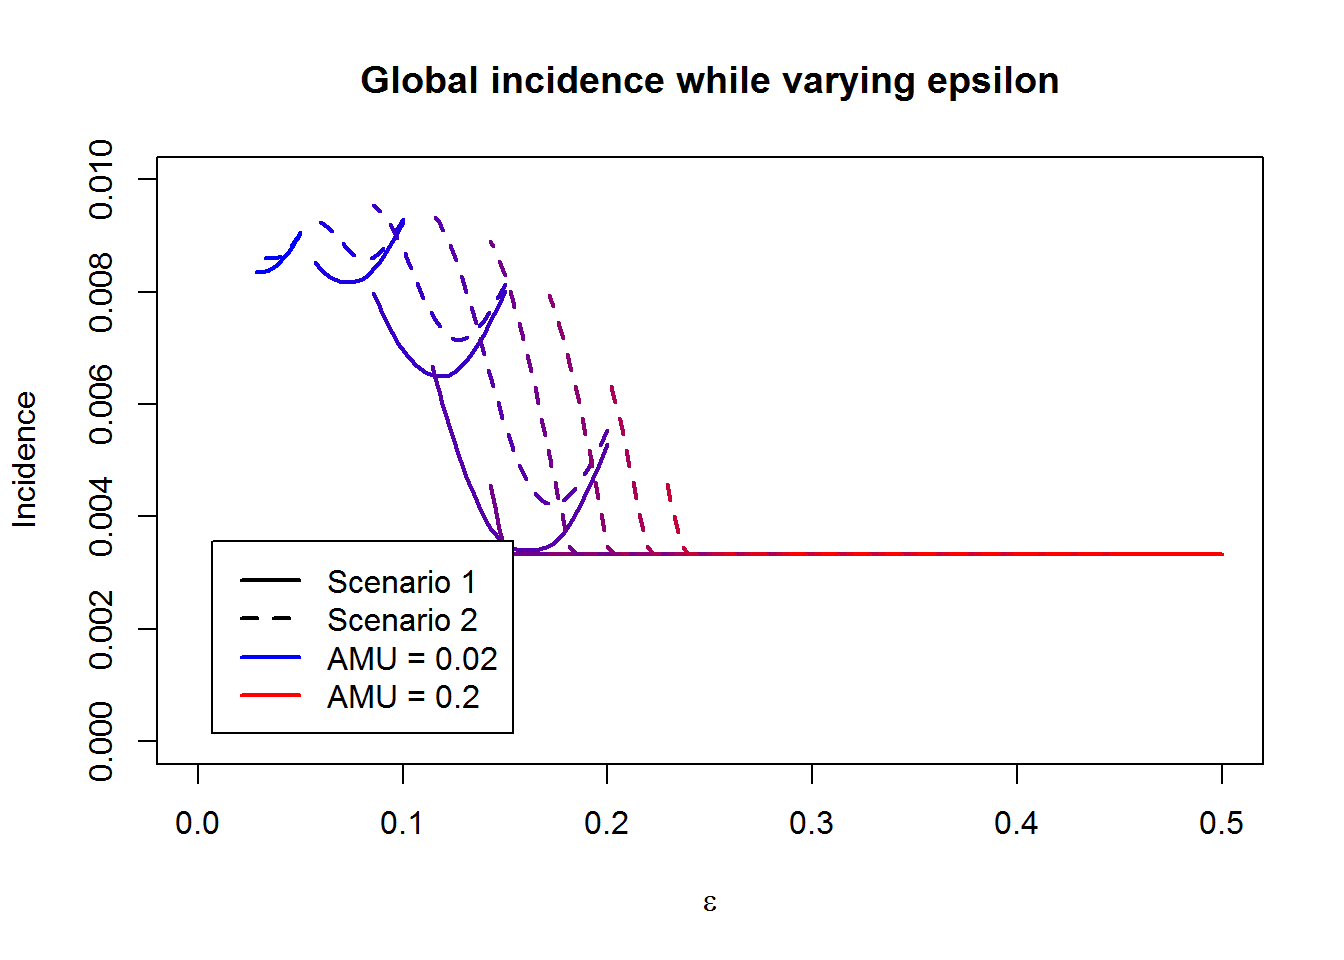 Global incidence while varying epsilon
Incidence
0.010
0.008
0.006
0.004
0.002
0.000
Scenario 1
Scenario 2
AMU = 0.02
AMU = 0.2
0.0 0.1 0.2 0.3 0.4 0.5
ε